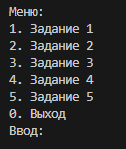 Меню:
1. Задание 1
2. Задание 2
3. Задание 3
4. Задание 4
5. Задание 5
0. Выход
Ввод: